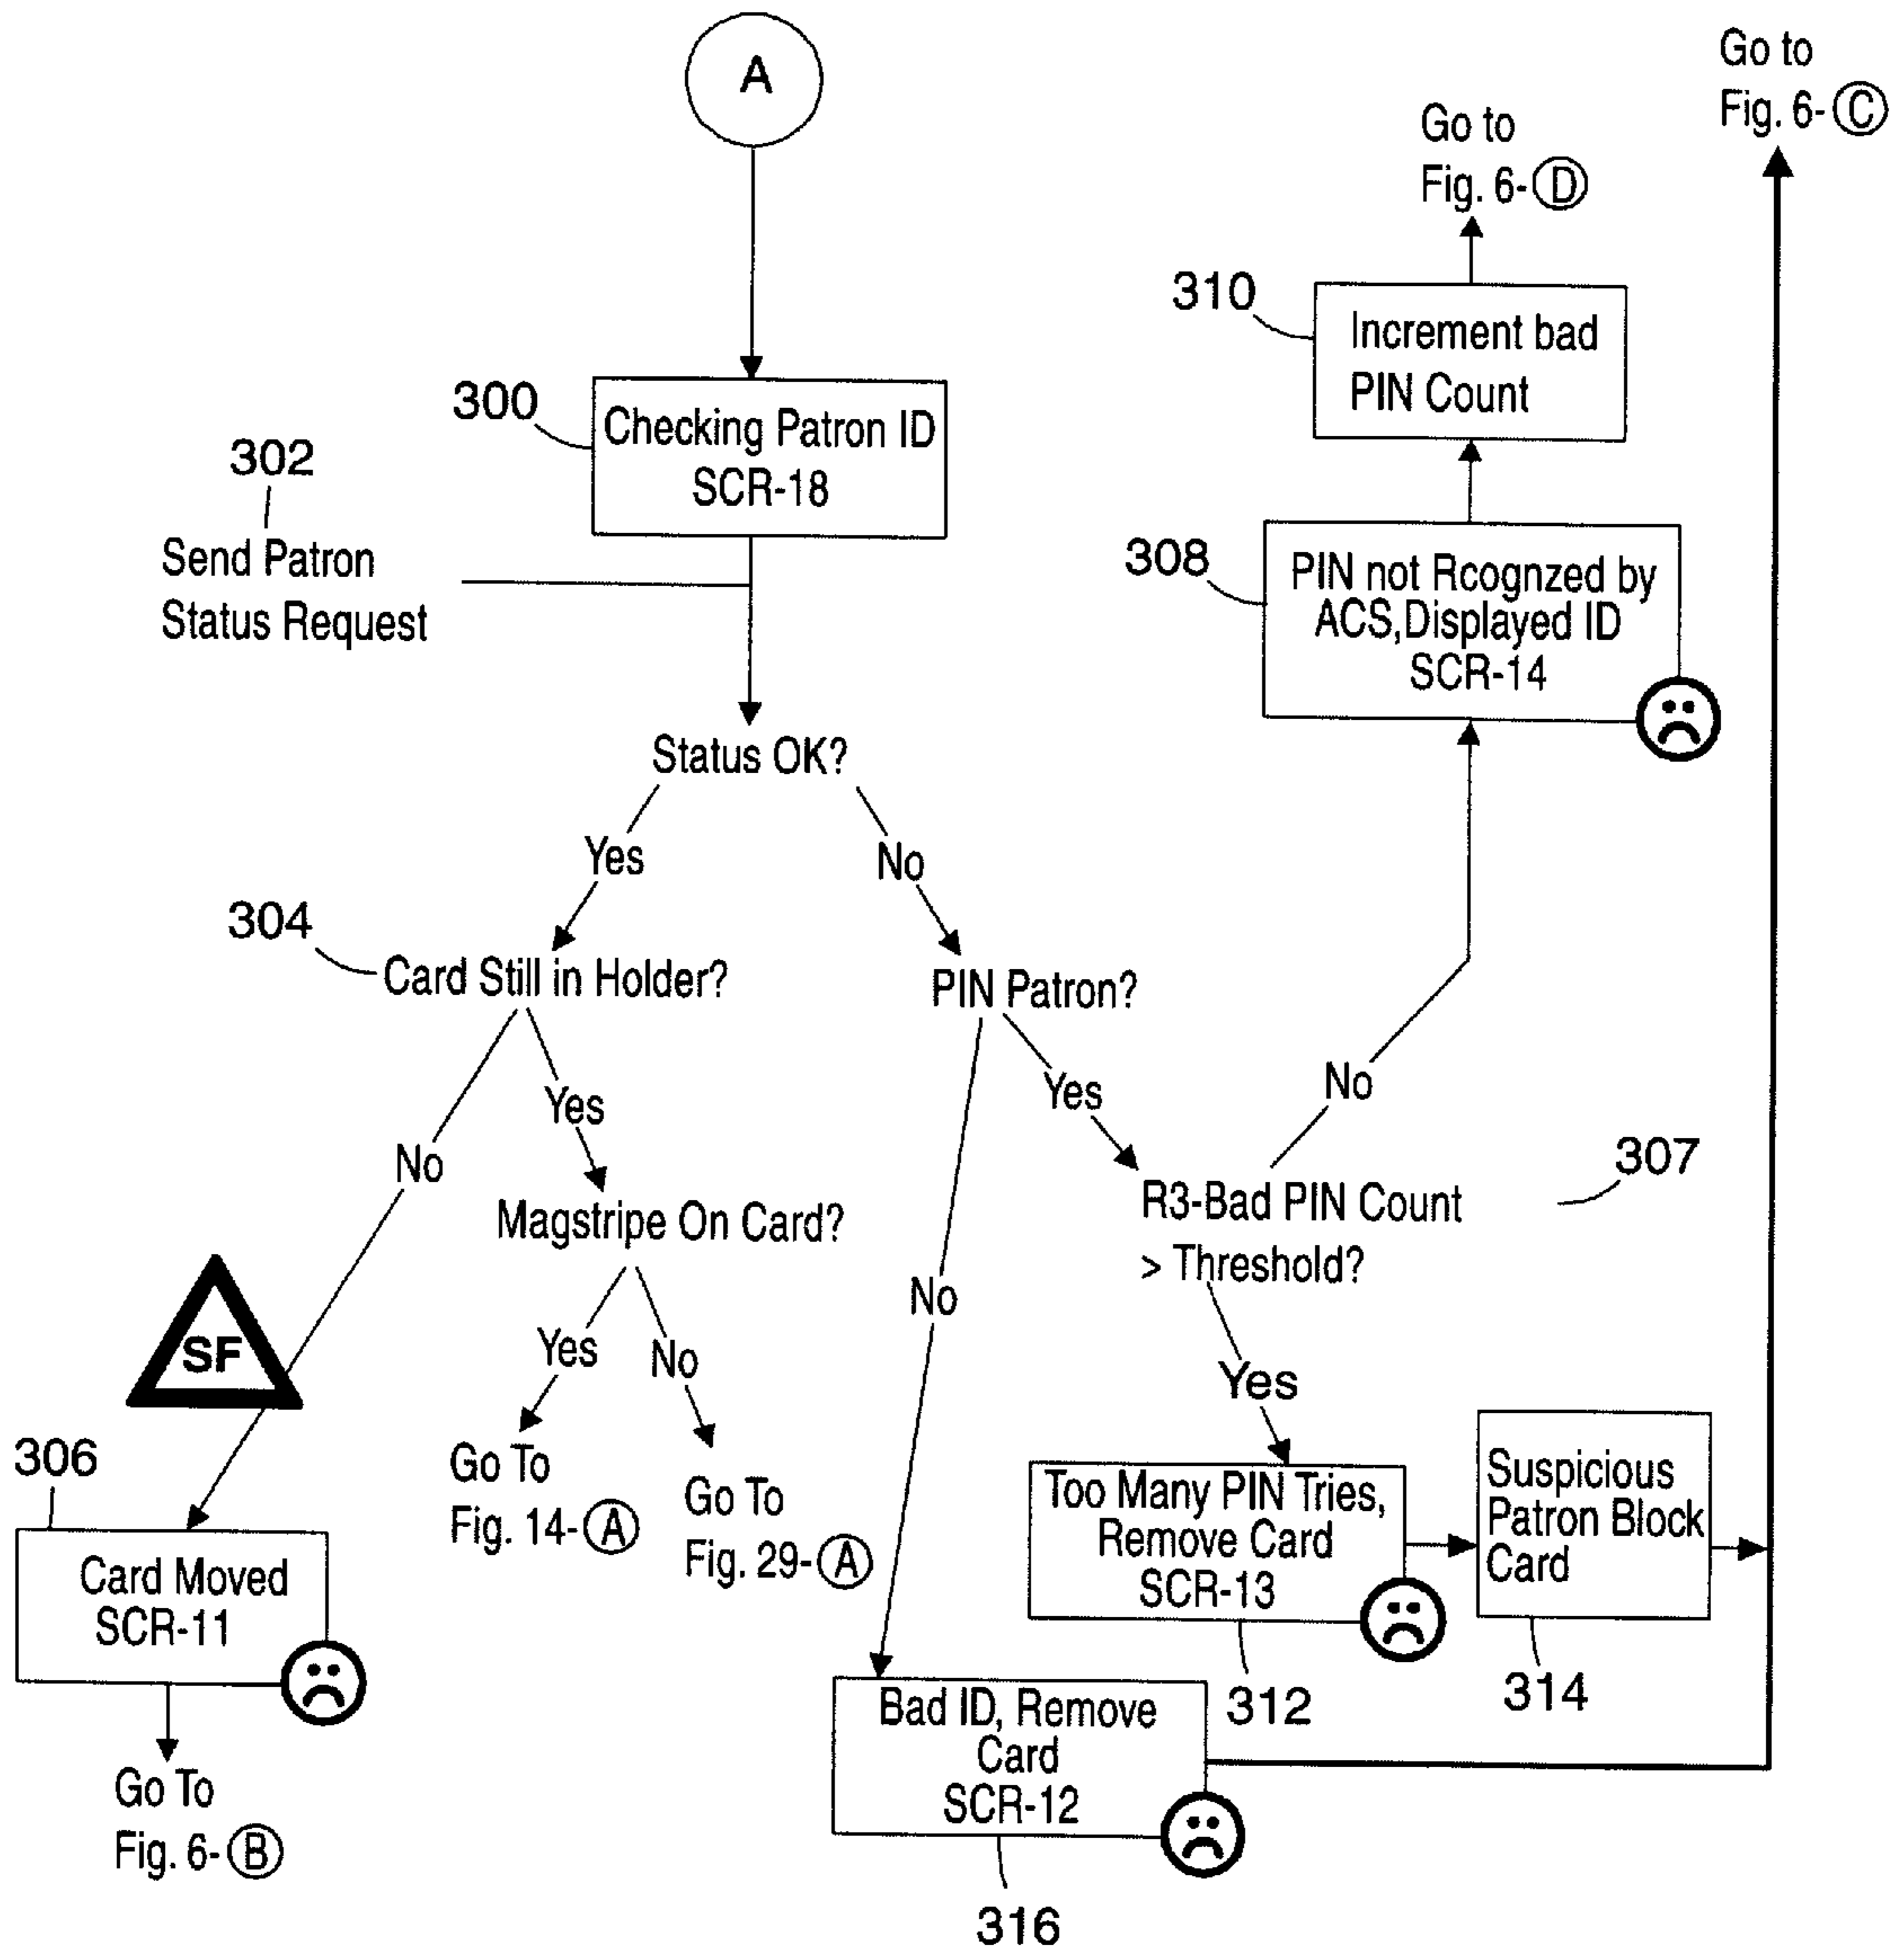 A
Go to
Fig. 6-C
Go to
Fig. 6-D
310
Increment bad
PIN Count
300
Checking Patron ID
SCR-18
302
Send Patron
Status Request
308
PIN not Rcognzed by
ACS,Displayed ID
SCR-14
Status OK?
Yes
No
304
Card Still in Holder?
PIN Patron?
No
Yes
Yes
No
No
307
R3-Bad PIN Count
> Threshold?
Magstripe On Card?
SF
Yes
No
No
Yes
306
Card Moved
SCR-11
Go To
Fig. 14-A
Go To
Fig. 29-A
Too Many PIN Tries,
Remove Card
SCR-13
Suspicious
Patron Block
Card
312
314
Bad ID, Remove
Card
SCR-12
316
Go To
Fig. 6-B